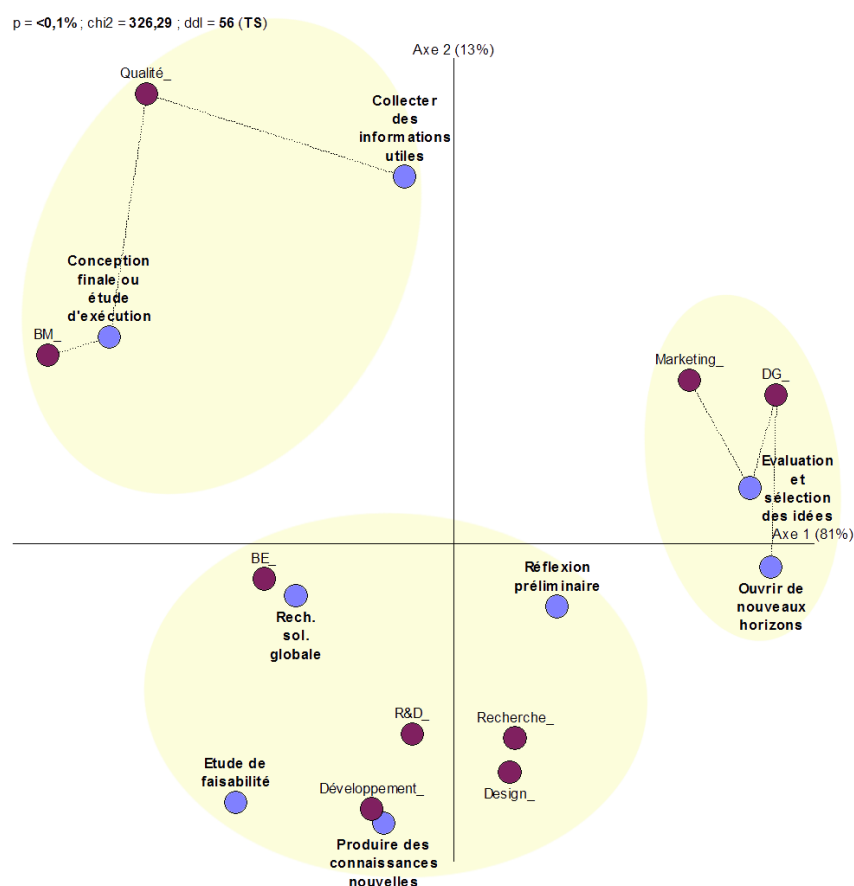 p = <0,1% ; chi2 = 326,29 ; ddl = 56 (TS)
Axe 2 (13%)
Qualité_
Collecter
des
informations
utiles
Conception
finale ou
étude
d'exécution
BM_
Marketing_
DG_
Evaluation
et
sélection
des idées
Axe 1 (81%)
BE_
Réflexion
préliminaire
Ouvrir de
nouveaux
horizons
Rech.
sol.
globale
R&D_
Recherche_
Etude de
faisabilité
Développement_
Design_
Produire des
connaissances
nouvelles